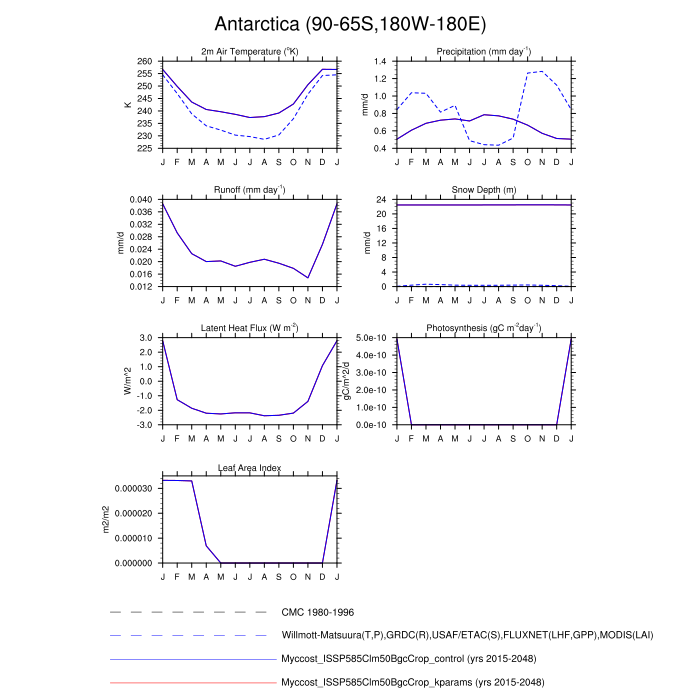 Antarctica (90-65S,180W-180E)
2m Air Temperature (°K)
K
260
255
250
245
240
235
230
225
J F M A M J J A S O N D J
Precipitation (mm day⁻¹)
mm/d
1.4
1.2
1.0
0.8
0.6
0.4
J F M A M J J A S O N D J
Runoff (mm day⁻¹)
mm/d
0.040
0.036
0.032
0.028
0.024
0.020
0.016
0.012
J F M A M J J A S O N D J
Snow Depth (m)
mm/d
24
20
16
12
8
4
0
J F M A M J J A S O N D J
Latent Heat Flux (W m⁻²)
W/m^2
3.0
2.0
1.0
0.0
-1.0
-2.0
-3.0
J F M A M J J A S O N D J
Photosynthesis (gC m⁻²day⁻¹)
gC/m^2/d
5.0e-10
4.0e-10
3.0e-10
2.0e-10
1.0e-10
0.0e-10
J F M A M J J A S O N D J
Leaf Area Index
m2/m2
0.000030
0.000020
0.000010
0.000000
J F M A M J J A S O N D J
CMC 1980-1996
Willmott-Matsuura(T,P),GRDC(R),USAF/ETAC(S),FLUXNET(LHF,GPP),MODIS(LAI)
Myccost_ISSP585Clm50BgcCrop_control (yrs 2015-2048)
Myccost_ISSP585Clm50BgcCrop_kparams (yrs 2015-2048)